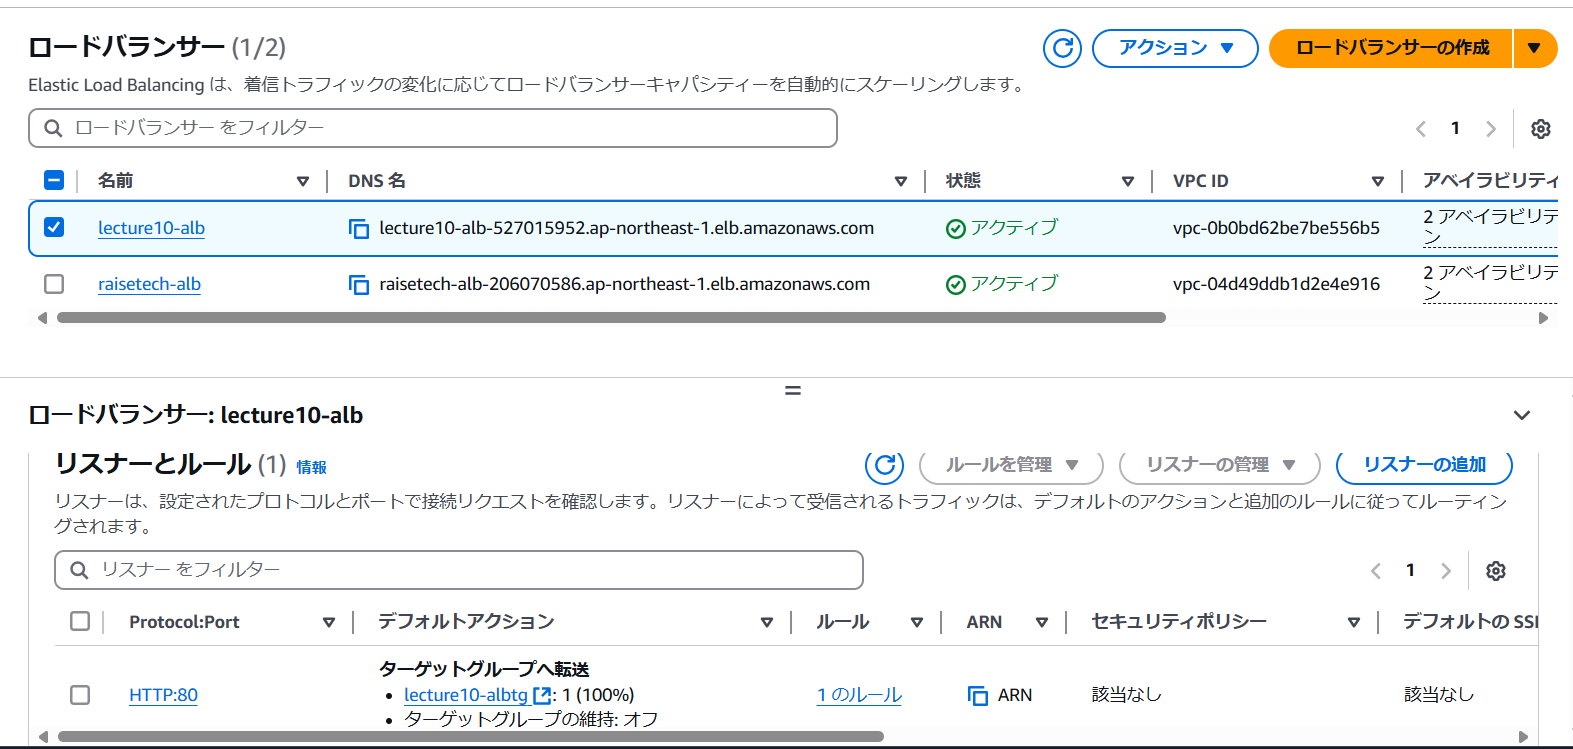 ロードバランサー (1/2)
アクション
ロードバランサーの作成
Elastic Load Balancing は、着信トラフィックの変化に応じてロードバランサーキャパシティーを自動的にスケーリングします。
ロードバランサー をフィルター
1
名前 DNS 名 状態 VPC ID アベイラビリティ
lecture10-alb lecture10-alb-527015952.ap-northeast-1.elb.amazonaws.com アクティブ vpc-0b0bd62be7be556b5 2 アベイラビリテ
ン
raisetech-alb raisetech-alb-206070586.ap-northeast-1.elb.amazonaws.com アクティブ vpc-04d49ddb1d2e4e916 2 アベイラビリテ
ン
ロードバランサー: lecture10-alb
リスナーとルール (1) 情報
ルールを管理
リスナーの管理
リスナーの追加
リスナーは、設定されたプロトコルとポートで接続リクエストを確認します。リスナーによって受信されるトラフィックは、デフォルトのアクションと追加のルールに従ってルーティン
グされます。
リスナー をフィルター
1
Protocol:Port デフォルトアクション ルール ARN セキュリティポリシー デフォルトの SSL
ターゲットグループへ転送
HTTP:80 • lecture10-albtg : 1 (100%) 1 のルール ARN 該当なし 該当なし
• ターゲットグループの維持: オフ